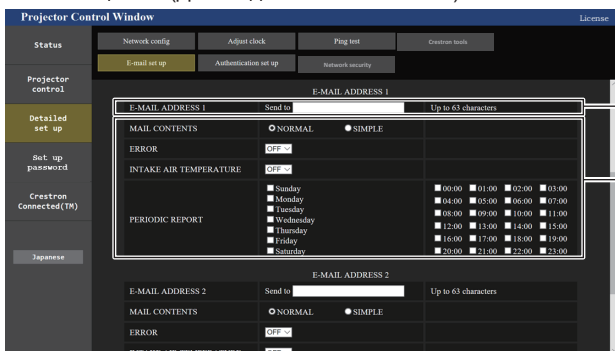 Projector Control Window
License
Status
Network config
Adjust clock
Ping test
Crestron tools
E-mail set up
Authentication set up
Network security
Projector
control
Detailed
set up
Set up
password
Crestron
Connected(TM)
Japanese
E-MAIL ADDRESS 1
E-MAIL ADDRESS 1 Send to Up to 63 characters
MAIL CONTENTS NORMAL SIMPLE
ERROR OFF
INTAKE AIR TEMPERATURE OFF
PERIODIC REPORT
Sunday
Monday
Tuesday
Wednesday
Thursday
Friday
Saturday
00:00 01:00 02:00 03:00
04:00 05:00 06:00 07:00
08:00 09:00 10:00 11:00
12:00 13:00 14:00 15:00
16:00 17:00 18:00 19:00
20:00 21:00 22:00 23:00
E-MAIL ADDRESS 2
E-MAIL ADDRESS 2 Send to Up to 63 characters
MAIL CONTENTS NORMAL SIMPLE
ERROR OFF